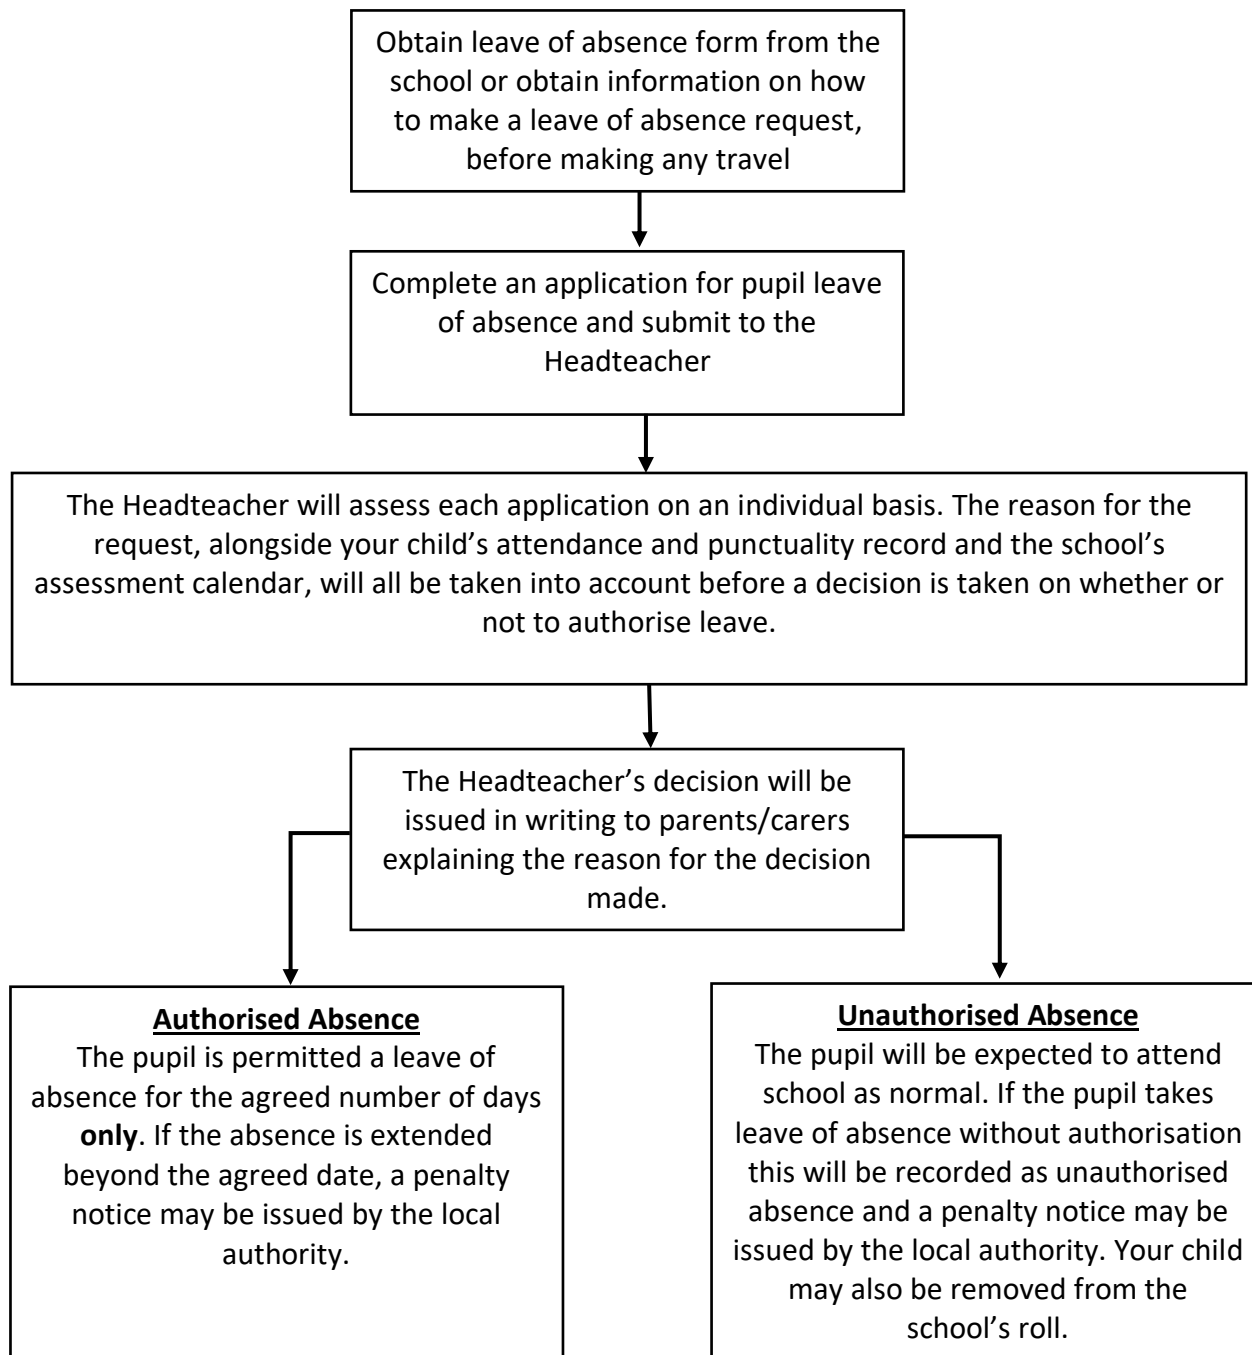 Obtain leave of absence form from the
school or obtain information on how
to make a leave of absence request,
before making any travel
Complete an application for pupil leave
of absence and submit to the
Headteacher
The Headteacher will assess each application on an individual basis. The reason for the
request, alongside your child’s attendance and punctuality record and the school’s
assessment calendar, will all be taken into account before a decision is taken on whether or
not to authorise leave.
The Headteacher’s decision will be
issued in writing to parents/carers
explaining the reason for the decision
made.
Authorised Absence
The pupil is permitted a leave of
absence for the agreed number of days
only. If the absence is extended
beyond the agreed date, a penalty
notice may be issued by the local
authority.
Unauthorised Absence
The pupil will be expected to attend
school as normal. If the pupil takes
leave of absence without authorisation
this will be recorded as unauthorised
absence and a penalty notice may be
issued by the local authority. Your child
may also be removed from the
school’s roll.